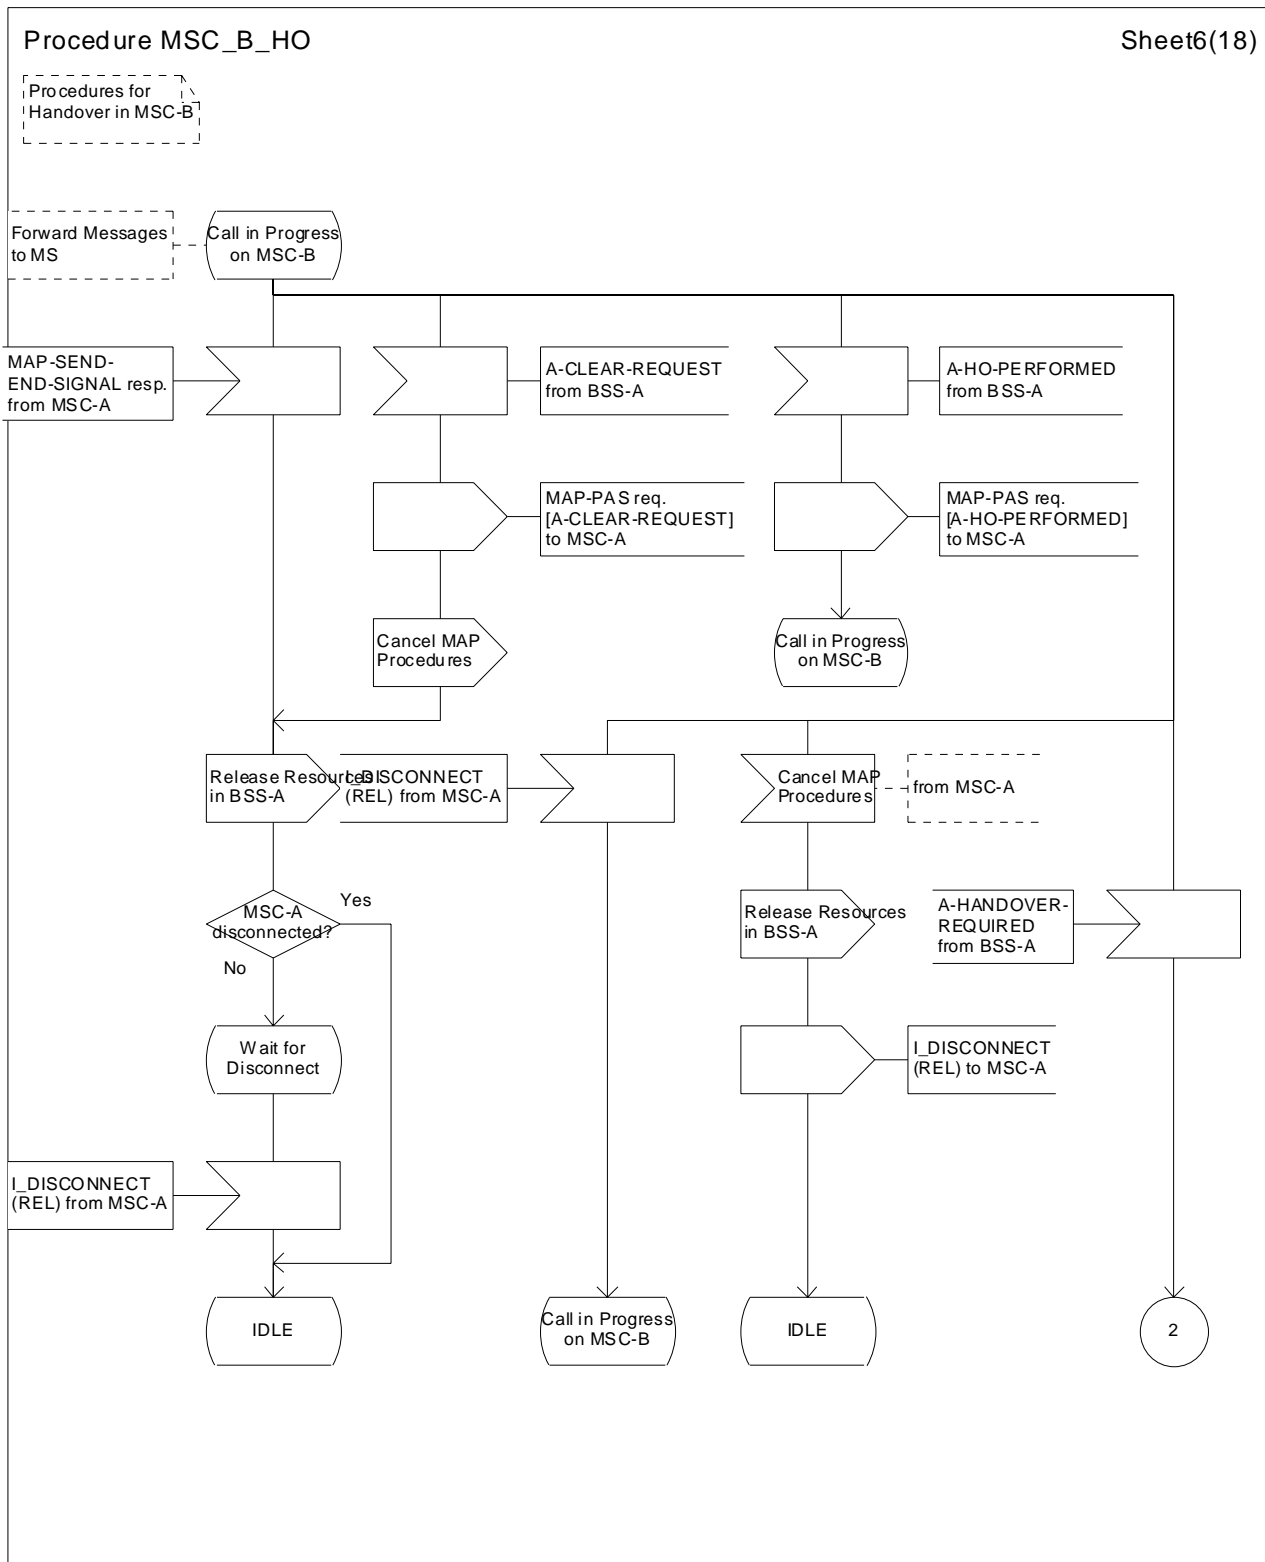 Procedure MSC_B_HO
Sheet6(18)
Procedures for
Handover in MSC-B
Forward Messages
to MS
Call in Progress
on MSC-B
MAP-SEND-
END-SIGNAL resp.
from MSC-A
A-CLEAR-REQUEST
from BSS-A
A-HO-PERFORMED
from BSS-A
MAP-PAS req.
[A-CLEAR-REQUEST]
to MSC-A
MAP-PAS req.
[A-HO-PERFORMED]
to MSC-A
Cancel MAP
Procedures
Call in Progress
on MSC-B
Release Resources
in BSS-A
I_DISCONNECT
(REL) from MSC-A
Cancel MAP
Procedures
from MSC-A
MSC-A
disconnected?
Yes
No
Release Resources
in BSS-A
A-HANDOVER-
REQUIRED
from BSS-A
Wait for
Disconnect
I_DISCONNECT
(REL) to MSC-A
I_DISCONNECT
(REL) from MSC-A
IDLE
Call in Progress
on MSC-B
IDLE
2